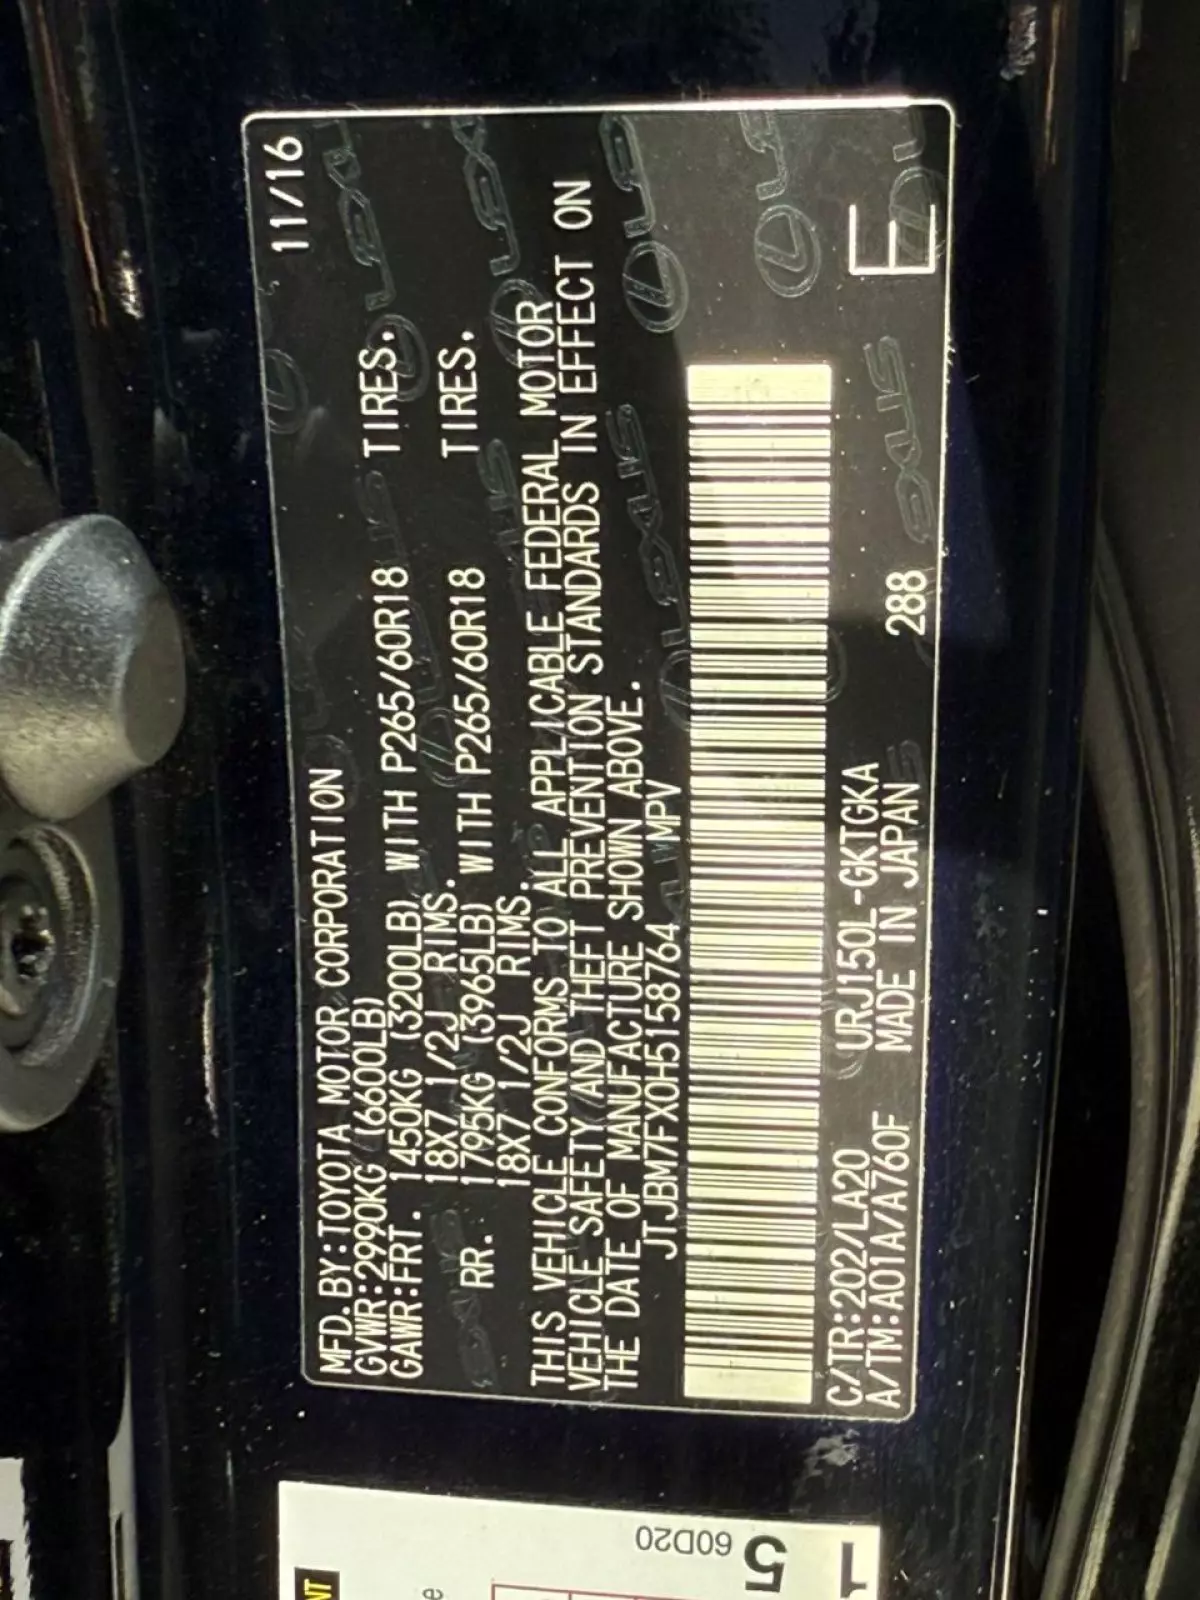 MFD.BY:TOYOTA MOTOR CORPORATION 11/16
GVWR:2990KG (6600LB)
GAWR:FRT. 1450KG (3200LB) WITH P265/60R18 TIRES.
18X7 1/2J RIMS.
RR. 1795KG (3965LB) WITH P265/60R18 TIRES.
18X7 1/2J RIMS.
THIS VEHICLE CONFORMS TO ALL APPLICABLE FEDERAL MOTOR
VEHICLE SAFETY AND THEFT PREVENTION STANDARDS IN EFFECT ON
THE DATE OF MANUFACTURE SHOWN ABOVE.
JTJBM7FX0H5158764 MPV
C/TR:202/LA20 URJ150L-GKTGKA
A/TM:A01A/A760F MADE IN JAPAN 288
E
60D20
5
1
NT
e